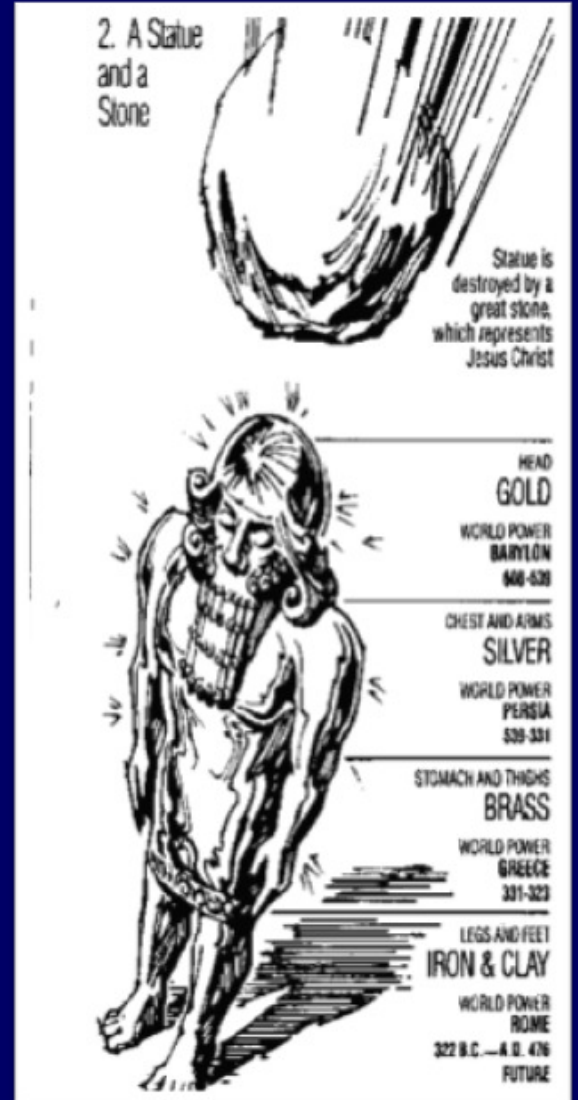 2. A Statue
and a
Stone
Statue is
destroyed by a
great stone,
which represents
Jesus Christ
HEAD
GOLD
WORLD POWER
BABYLON
CHEST AND ARMS
SILVER
WORLD POWER
PERSIA
539-331
STOMACH AND THIGHS
BRASS
WORLD POWER
GREECE
331-323
LEGS AND FEET
IRON & CLAY
WORLD POWER
ROME
322 B.C.—A.D. 476
FUTURE